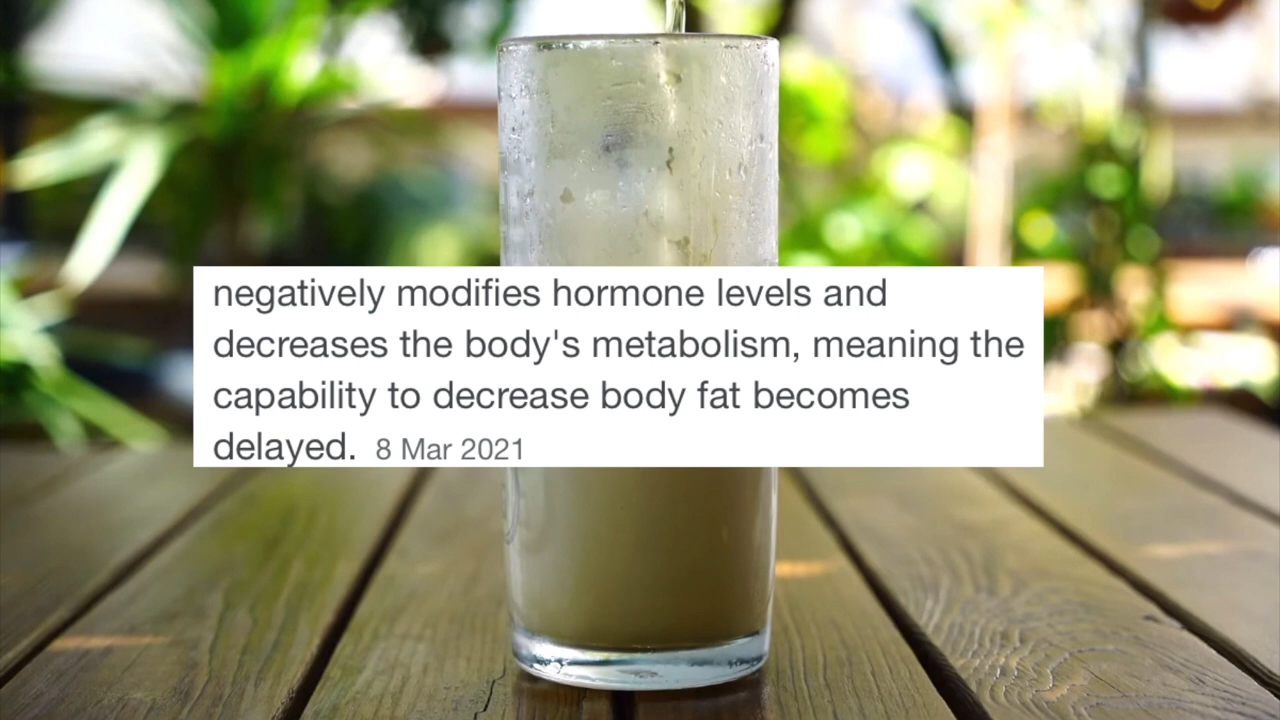 negatively modifies hormone levels and
decreases the body's metabolism, meaning the
capability to decrease body fat becomes
delayed. 8 Mar 2021